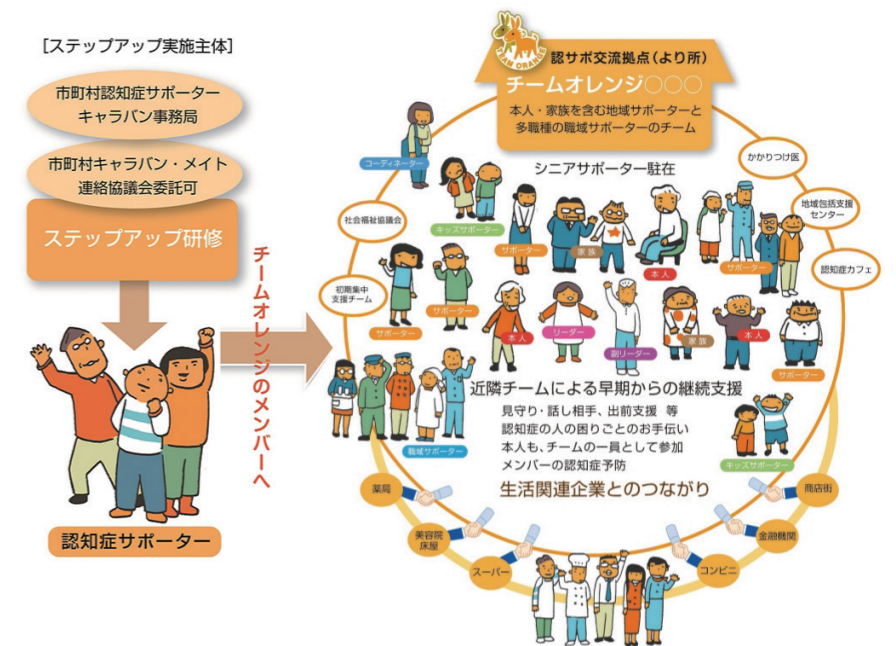 [ステップアップ実施主体]
市町村認知症サポーター
キャラバン事務局
市町村キャラバン・メイト
連絡協議会委託可
ステップアップ研修
認知症サポーター
チームオレンジのメンバーへ
TEAM ORANGE
認サポ交流拠点(より所)
チームオレンジ○○○
本人・家族を含む地域サポーターと
多職種の職域サポーターのチーム
シニアサポーター駐在
コーディネーター
かかりつけ医
社会福祉協議会
地域包括支援
センター
キッズサポーター
サポーター
家族
本人
サポーター
認知症カフェ
初期集中
支援チーム
サポーター
サポーター
本人
リーダー
副リーダー
家族
本人
サポーター
職域サポーター
近隣チームによる早期からの継続支援
見守り・話し相手、出前支援 等
認知症の人の困りごとのお手伝い
本人も、チームの一員として参加
メンバーの認知症予防
キッズサポーター
生活関連企業とのつながり
薬局
商店街
美容院
床屋
金融機関
スーパー
コンビニ